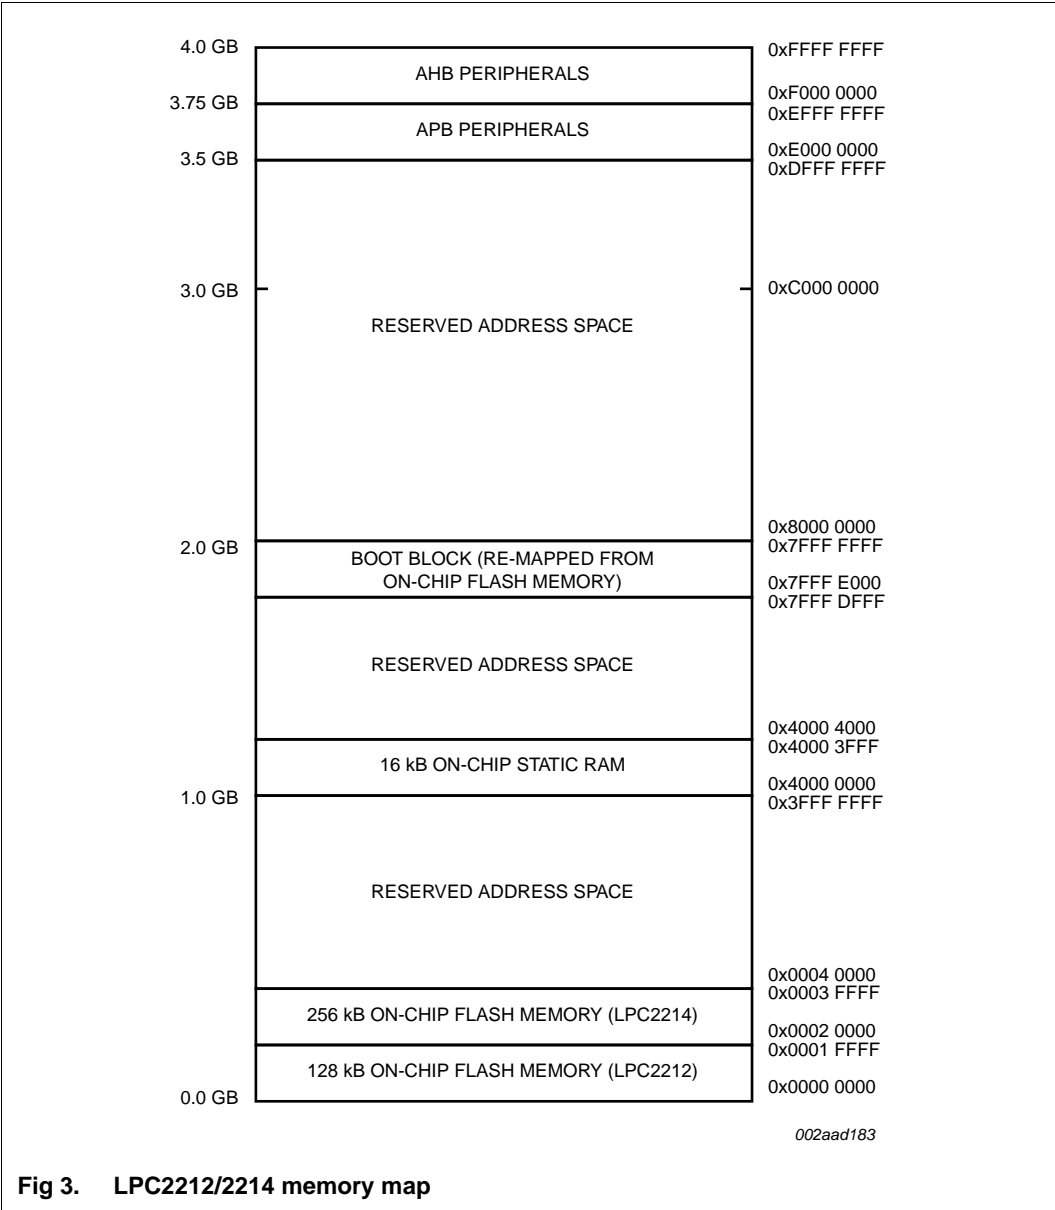 4.0 GB
0xFFFF FFFF
AHB PERIPHERALS
0xF000 0000
3.75 GB
0xEFFF FFFF
APB PERIPHERALS
0xE000 0000
3.5 GB
0xDFFF FFFF
3.0 GB
0xC000 0000
RESERVED ADDRESS SPACE
0x8000 0000
2.0 GB
0x7FFF FFFF
BOOT BLOCK (RE-MAPPED FROM
ON-CHIP FLASH MEMORY)
0x7FFF E000
0x7FFF DFFF
RESERVED ADDRESS SPACE
0x4000 4000
0x4000 3FFF
16 kB ON-CHIP STATIC RAM
0x4000 0000
1.0 GB
0x3FFF FFFF
RESERVED ADDRESS SPACE
0x0004 0000
0x0003 FFFF
256 kB ON-CHIP FLASH MEMORY (LPC2214)
0x0002 0000
0x0001 FFFF
128 kB ON-CHIP FLASH MEMORY (LPC2212)
0x0000 0000
0.0 GB
002aad183
Fig 3. LPC2212/2214 memory map